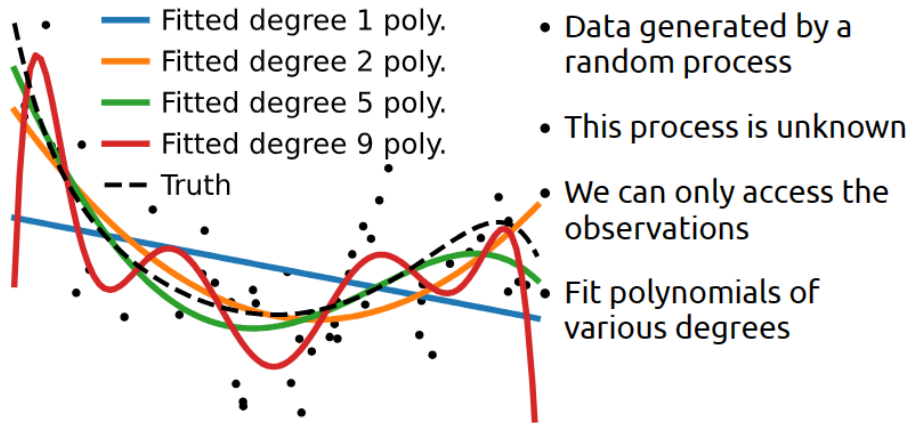 Fitted degree 1 poly.
Fitted degree 2 poly.
Fitted degree 5 poly.
Fitted degree 9 poly.
Truth
• Data generated by a
random process
• This process is unknown
• We can only access the
observations
• Fit polynomials of
various degrees